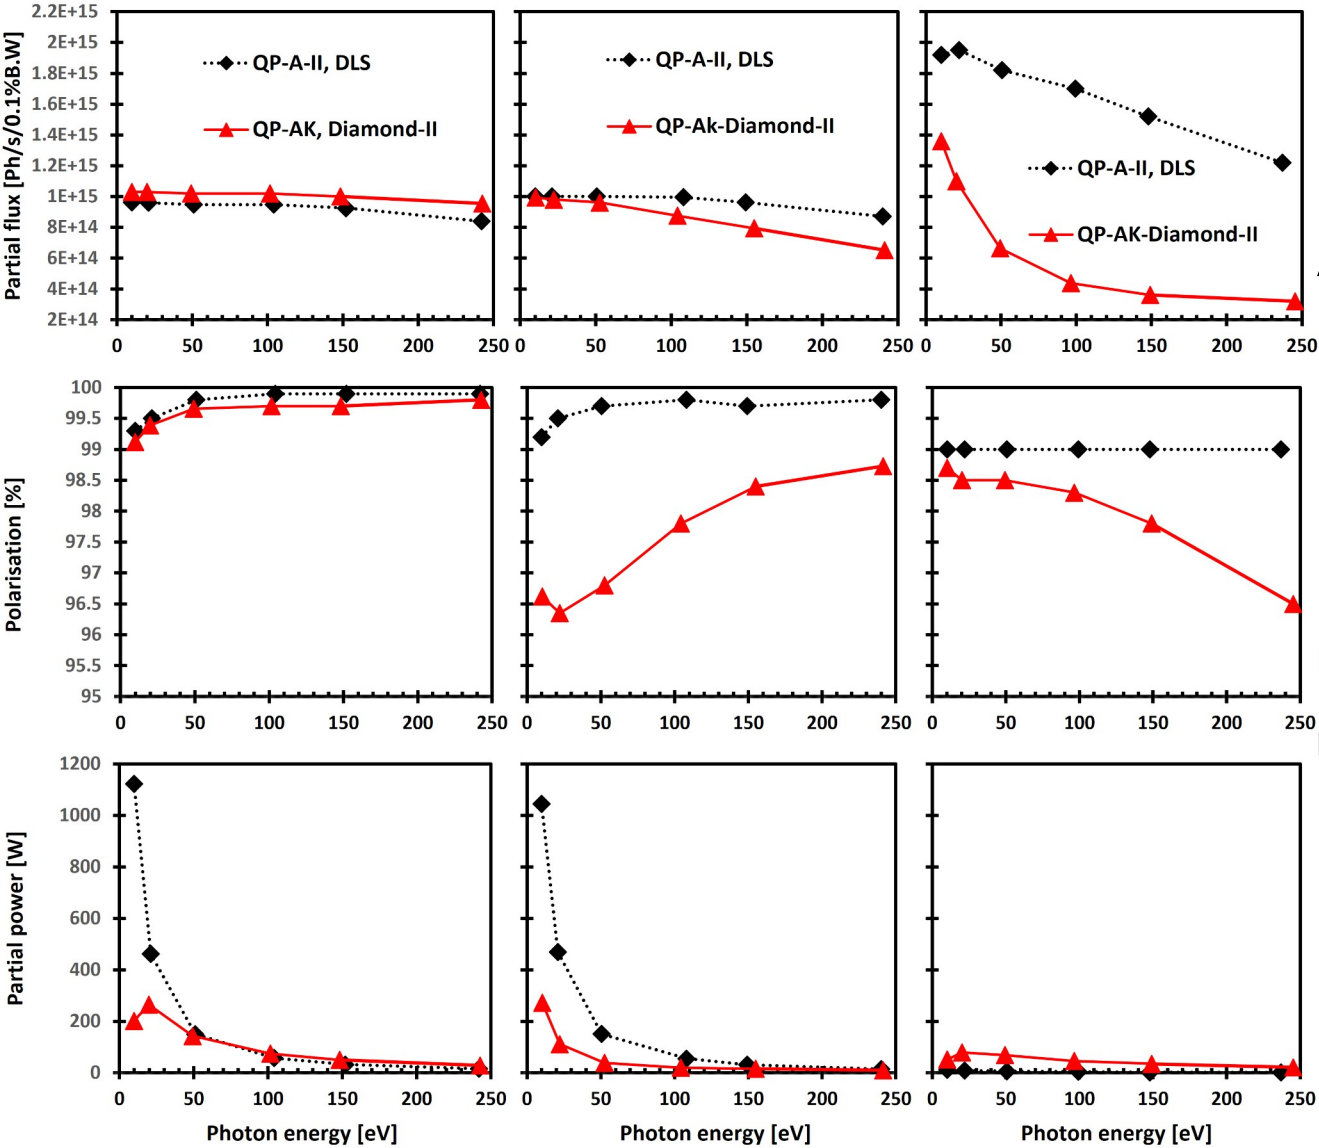 Partial flux [Ph/s/0.1%B.W]
2.2E+15
2E+15
1.8E+15
1.6E+15
1.4E+15
1.2E+15
1E+15
8E+14
6E+14
4E+14
2E+14
QP-A-II, DLS
QP-AK, Diamond-II
0 50 100 150 200 250
QP-A-II, DLS
QP-Ak-Diamond-II
0 50 100 150 200 250
QP-A-II, DLS
QP-AK-Diamond-II
0 50 100 150 200 250
Polarisation [%]
100
99.5
99
98.5
98
97.5
97
96.5
96
95.5
95
0 50 100 150 200 250
0 50 100 150 200 250
0 50 100 150 200 250
Partial power [W]
1200
1000
800
600
400
200
0
0 50 100 150 200 250
Photon energy [eV]
0 50 100 150 200 250
Photon energy [eV]
0 50 100 150 200 250
Photon energy [eV]